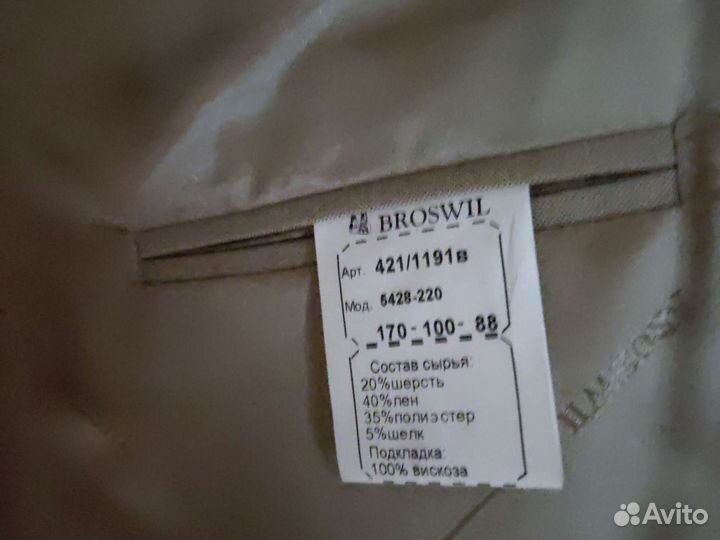 BROSWIL
Арт. 421/1191в
Мод. 5428-220
170-100-88
Состав сырья:
20%шерсть
40%лен
35%полиэстер
5%шелк
Подкладка:
100% вискоза
BROSWIL
Avito